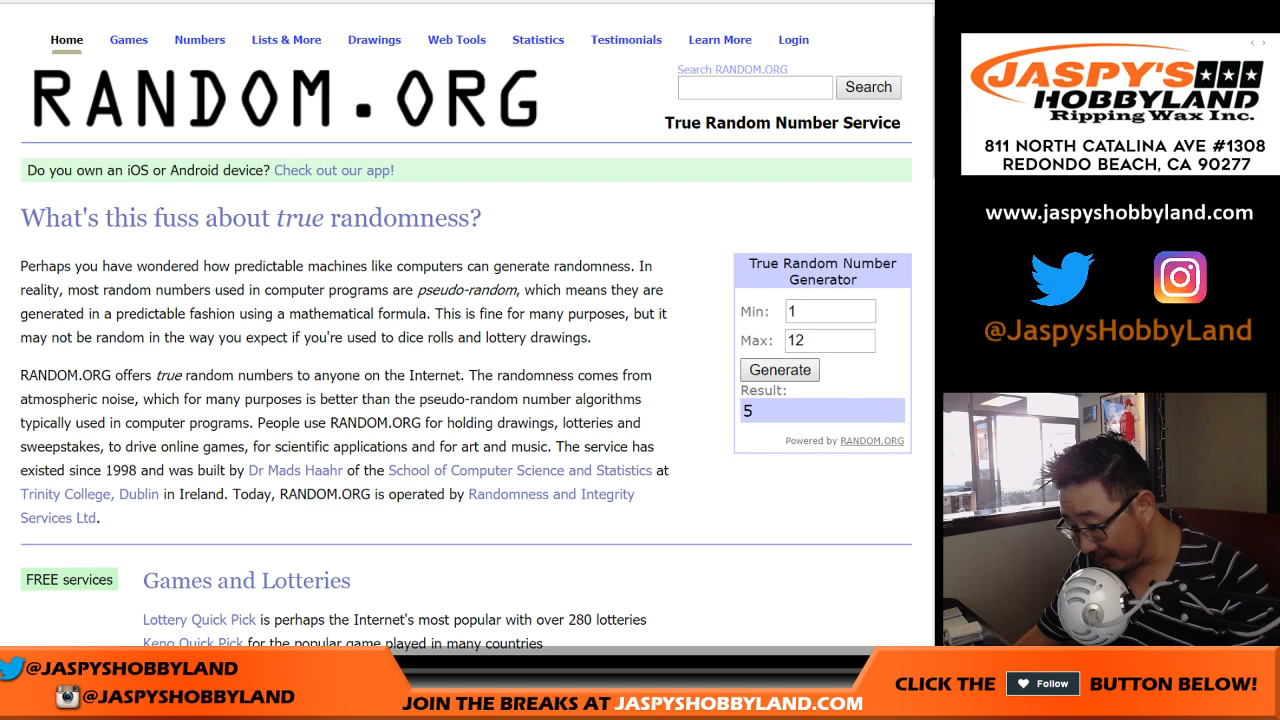 Home Games Numbers Lists & More Drawings Web Tools Statistics Testimonials Learn More Login
RANDOM.ORG
Search RANDOM.ORG
Search
True Random Number Service
Do you own an iOS or Android device? Check out our app!
What's this fuss about true randomness?
Perhaps you have wondered how predictable machines like computers can generate randomness. In
reality, most random numbers used in computer programs are pseudo-random, which means they are
generated in a predictable fashion using a mathematical formula. This is fine for many purposes, but it
may not be random in the way you expect if you're used to dice rolls and lottery drawings.
RANDOM.ORG offers true random numbers to anyone on the Internet. The randomness comes from
atmospheric noise, which for many purposes is better than the pseudo-random number algorithms
typically used in computer programs. People use RANDOM.ORG for holding drawings, lotteries and
sweepstakes, to drive online games, for scientific applications and for art and music. The service has
existed since 1998 and was built by Dr Mads Haahr of the School of Computer Science and Statistics at
Trinity College, Dublin in Ireland. Today, RANDOM.ORG is operated by Randomness and Integrity
Services Ltd.
True Random Number
Generator
Min: 1
Max: 12
Generate
Result:
5
Powered by RANDOM.ORG
FREE services
Games and Lotteries
Lottery Quick Pick is perhaps the Internet's most popular with over 280 lotteries
Keno Quick Pick for the popular game played in many countries
JASPY'S
HOBBYLAND
Ripping Wax Inc.
811 NORTH CATALINA AVE #1308
REDONDO BEACH, CA 90277
www.jaspyshobbyland.com
@JaspysHobbyLand
@JASPYSHOBBYLAND
@JASPYSHOBBYLAND
JOIN THE BREAKS AT JASPYSHOBBYLAND.COM
CLICK THE Follow BUTTON BELOW!